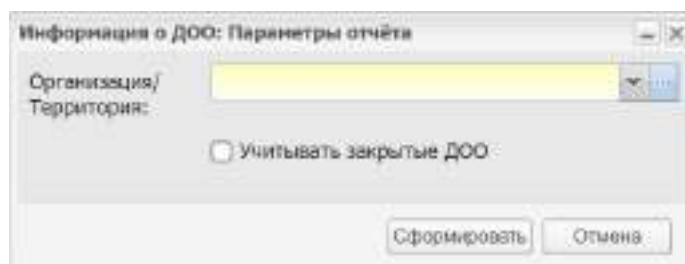 Информация о ДОО: Параметры отчёта
Организация/
Территория:
Учитывать закрытые ДОО
Сформировать Отмена